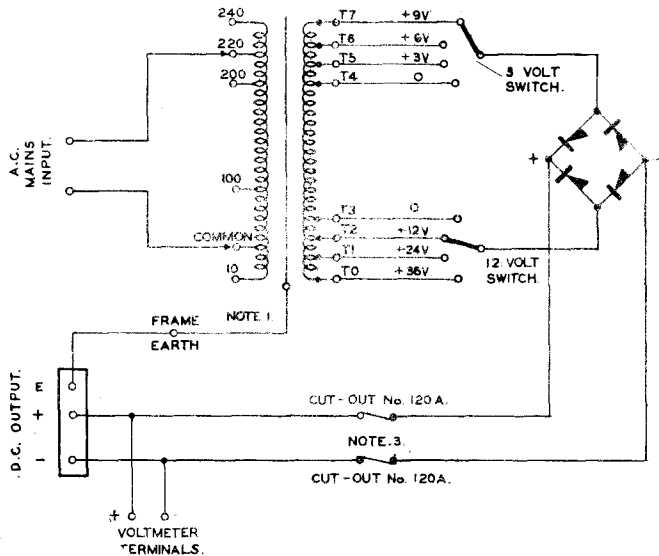 240
220
200
100
COMMON
10
A.C.
MAINS
INPUT.
T7 +9V
T6 +6V
T5 +3V
T4 0
3 VOLT
SWITCH.
T3 0
T2 +12V
T1 +24V
T0 +36V
12 VOLT
SWITCH.
+ -
FRAME
EARTH
NOTE 1.
D.C. OUTPUT.
E
+
-
CUT-OUT No. 120A.
NOTE.3.
CUT-OUT No. 120A.
+ -
VOLTMETER
TERMINALS.